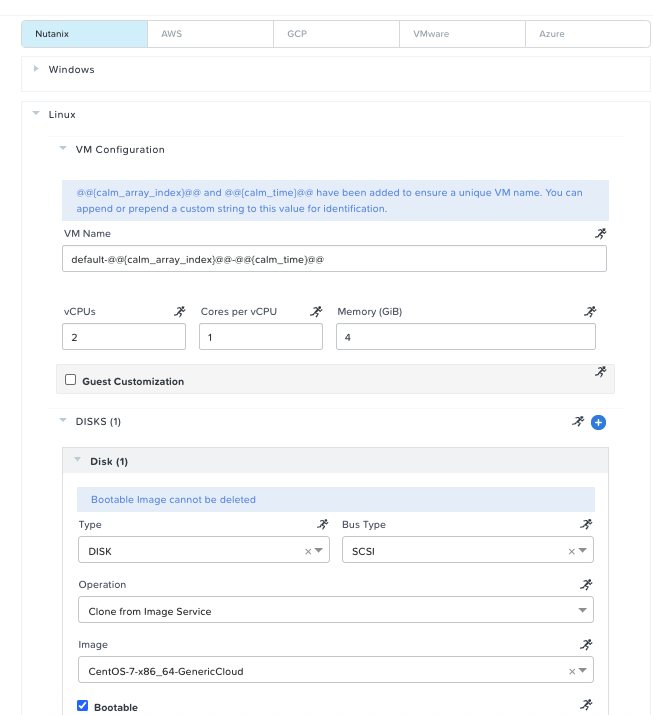 Nutanix AWS GCP VMware Azure
Windows
Linux
VM Configuration
@@{calm_array_index}@@ and @@{calm_time}@@ have been added to ensure a unique VM name. You can
append or prepend a custom string to this value for identification.
VM Name
default-@@{calm_array_index}@@-@@{calm_time}@@
vCPUs Cores per vCPU Memory (GiB)
2 1 4
Guest Customization
DISKS (1)
Disk (1)
Bootable Image cannot be deleted
Type Bus Type
DISK SCSI
Operation
Clone from Image Service
Image
CentOS-7-x86_64-GenericCloud
Bootable